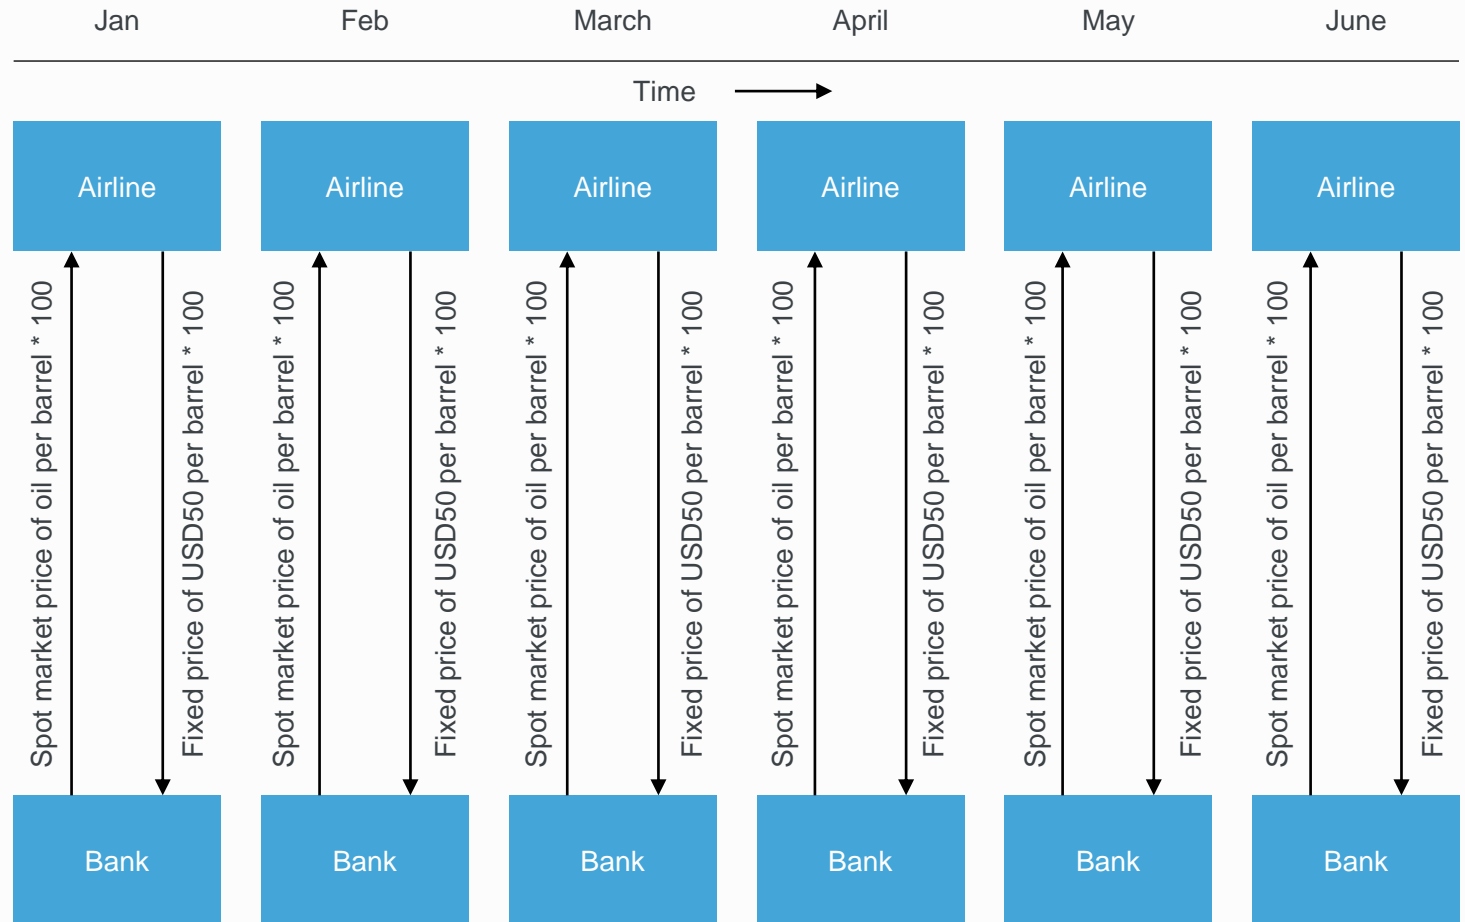 Jan
Feb
March
April
May
June
Time
Airline
Airline
Airline
Airline
Airline
Airline
Spot market price of oil per barrel * 100
Fixed price of USD50 per barrel * 100
Spot market price of oil per barrel * 100
Fixed price of USD50 per barrel * 100
Spot market price of oil per barrel * 100
Fixed price of USD50 per barrel * 100
Spot market price of oil per barrel * 100
Fixed price of USD50 per barrel * 100
Spot market price of oil per barrel * 100
Fixed price of USD50 per barrel * 100
Spot market price of oil per barrel * 100
Fixed price of USD50 per barrel * 100
Bank
Bank
Bank
Bank
Bank
Bank